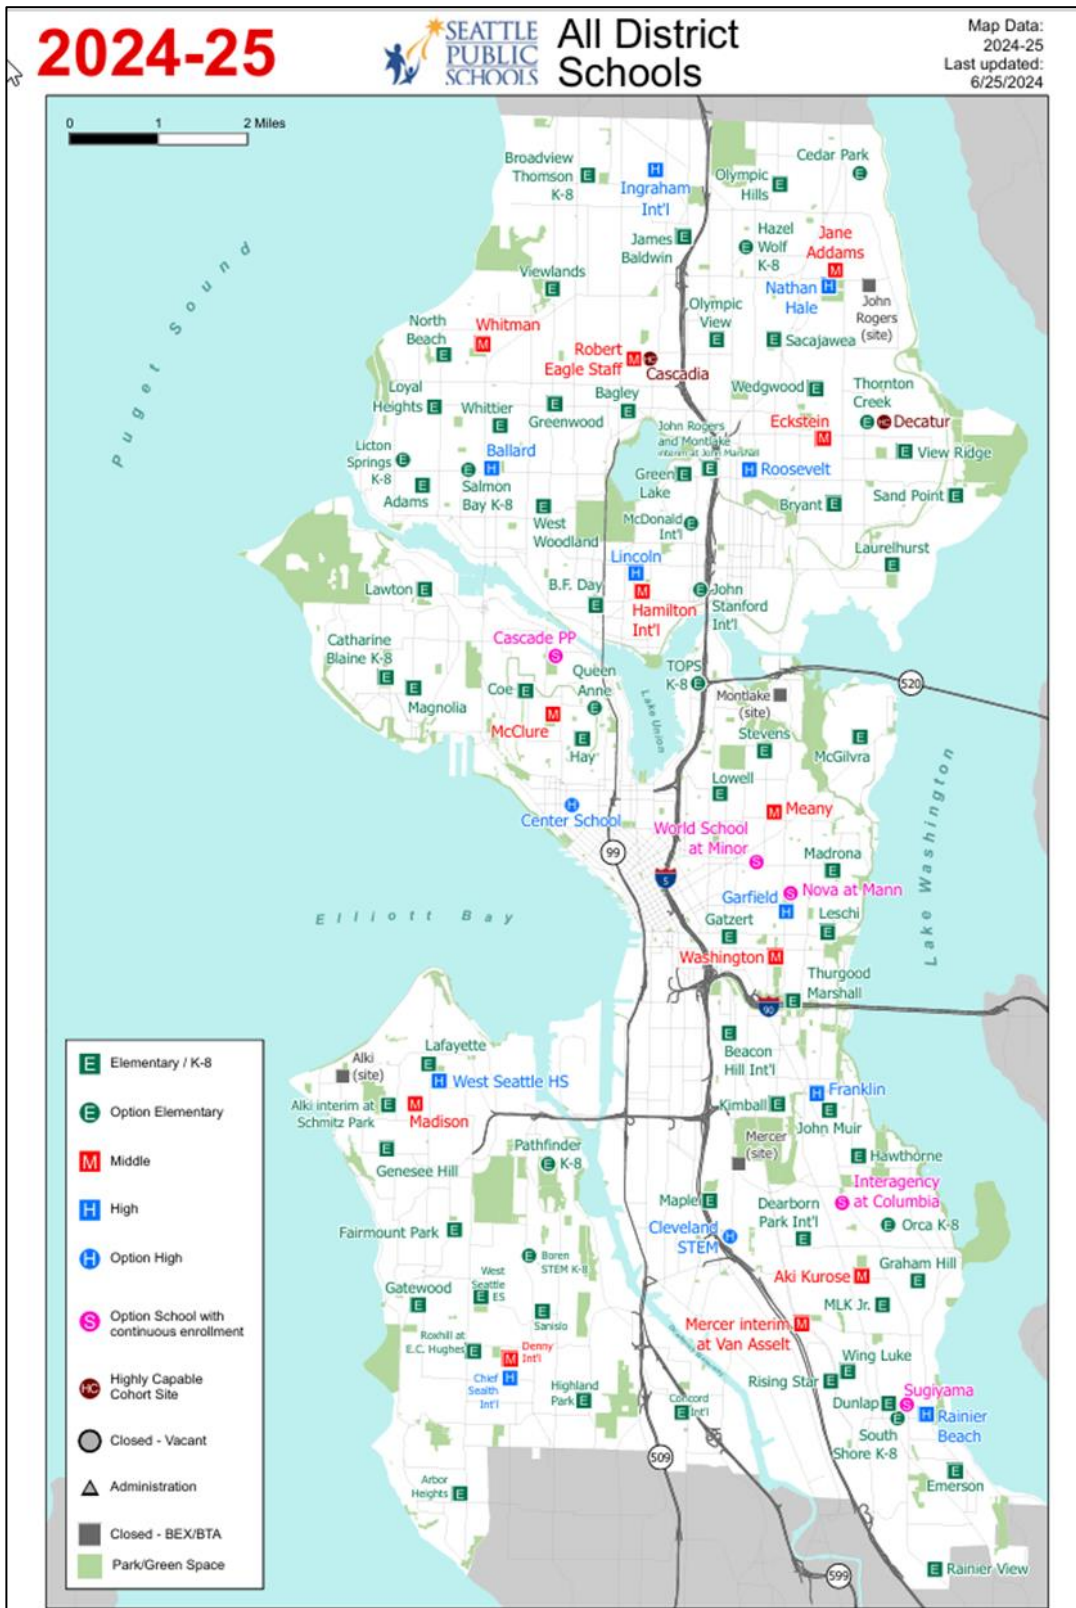 2024-25
SEATTLE
PUBLIC
SCHOOLS
All District
Schools
Map Data:
2024-25
Last updated:
6/25/2024
0 1 2 Miles
Puget Sound
Broadview
Thomson
K-8
Ingraham
Int'l
Olympic
Hills
Cedar Park
James
Baldwin
Hazel
Wolf
K-8
Jane
Addams
Nathan
Hale
John
Rogers
(site)
Viewlands
Olympic
View
Sacajawea
North
Beach
Whitman
Robert
Eagle Staff
Cascadia
Wedgwood
Thornton
Creek
Decatur
Loyal
Heights
Whittier
Greenwood
Bagley
Eckstein
View Ridge
John Rogers
and Montlake
interim at John Marshall
Licton
Springs
K-8
Ballard
Salmon
Bay K-8
Adams
Green
Lake
Roosevelt
Bryant
Sand Point
West
Woodland
McDonald
Int'l
Laurelhurst
Lincoln
Lawton
B.F. Day
Hamilton
Int'l
John
Stanford
Int'l
Cascade PP
Catharine
Blaine K-8
Queen
Anne
TOPS
K-8
520
Coe
Magnolia
Lake Union
Montlake
(site)
McClure
Hay
Stevens
McGilvra
Lowell
Lake Washington
Center School
Meany
World School
at Minor
99
Madrona
5
Nova at Mann
Garfield
Leschi
Elliott Bay
Gatzert
Washington
Thurgood
Marshall
90
Beacon
Hill Int'l
Lafayette
Alki
(site)
West Seattle HS
Franklin
Alki interim at
Schmitz Park
Madison
Kimball
John Muir
Genesee Hill
Pathfinder
K-8
Mercer
(site)
Hawthorne
Interagency
at Columbia
Maple
Dearborn
Park Int'l
Orca K-8
Fairmount Park
Cleveland
STEM
Boren
STEM K-8
Graham Hill
West
Seattle
ES
Aki Kurose
Gatewood
MLK Jr.
Sanislo
Mercer interim
at Van Asselt
Roxhill at
E.C. Hughes
Denny
Int'l
Chief
Sealth
Int'l
Wing Luke
Rising Star
Highland
Park
Concord
Int'l
Dunlap
Sugiyama
Rainier
Beach
South
Shore K-8
509
Arbor
Heights
Emerson
Rainier View
599
E Elementary / K-8
E Option Elementary
M Middle
H High
H Option High
S Option School with
continuous enrollment
HC Highly Capable
Cohort Site
Closed - Vacant
Administration
Closed - BEX/BTA
Park/Green Space